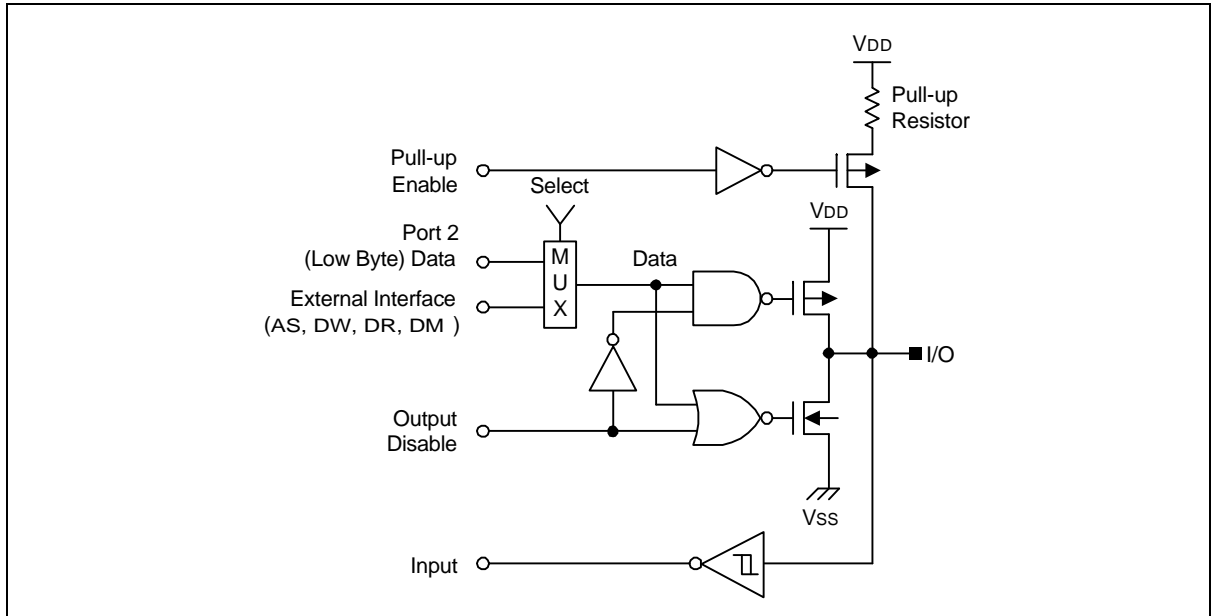 VDD
Pull-up
Resistor
Pull-up
Enable
Select
VDD
Port 2
(Low Byte) Data
M
U
X
Data
External Interface
(AS, DW, DR, DM )
I/O
Output
Disable
VSS
Input